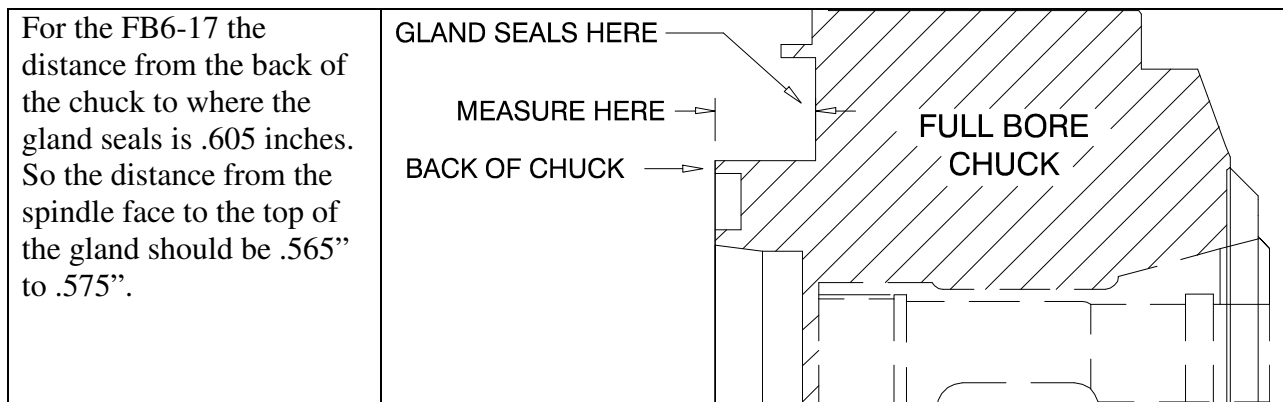 For the FB6-17 the
distance from the back of
the chuck to where the
gland seals is .605 inches.
So the distance from the
spindle face to the top of
the gland should be .565”
to .575”.
GLAND SEALS HERE
MEASURE HERE
BACK OF CHUCK
FULL BORE
CHUCK